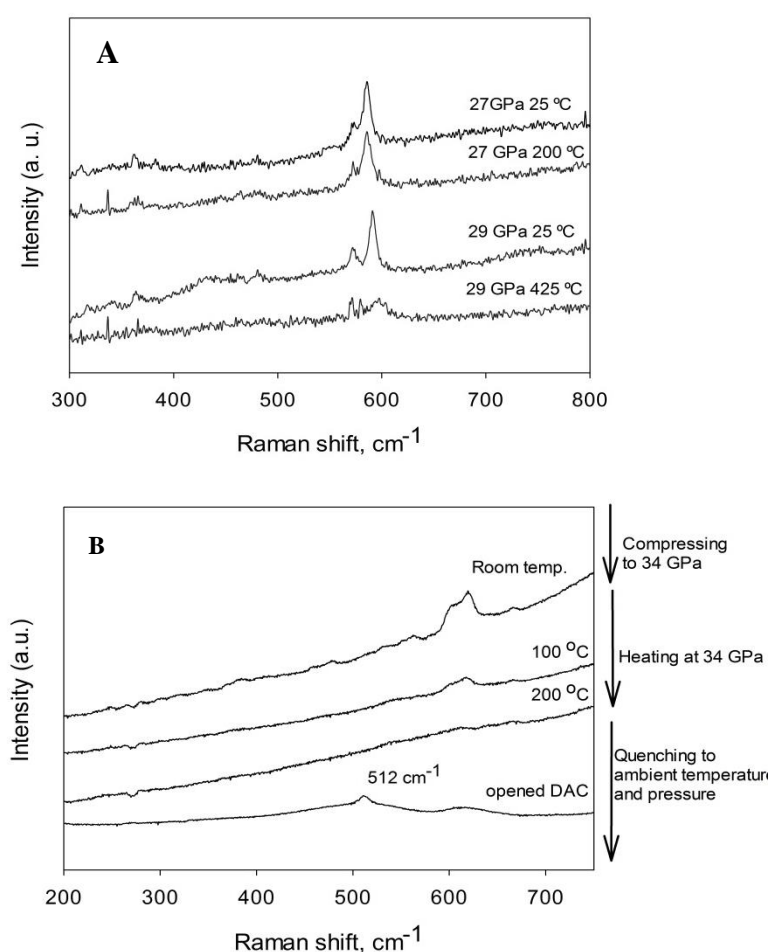 A
27GPa 25 ºC
27 GPa 200 ºC
29 GPa 25 ºC
29 GPa 425 ºC
Intensity (a. u.)
300 400 500 600 700 800
Raman shift, cm-1
B
Room temp.
100 OC
200 OC
512 cm-1
opened DAC
Intensity (a.u.)
200 300 400 500 600 700
Raman shift, cm-1
Compressing
to 34 GPa
Heating at 34 GPa
Quenching to
ambient temperature
and pressure